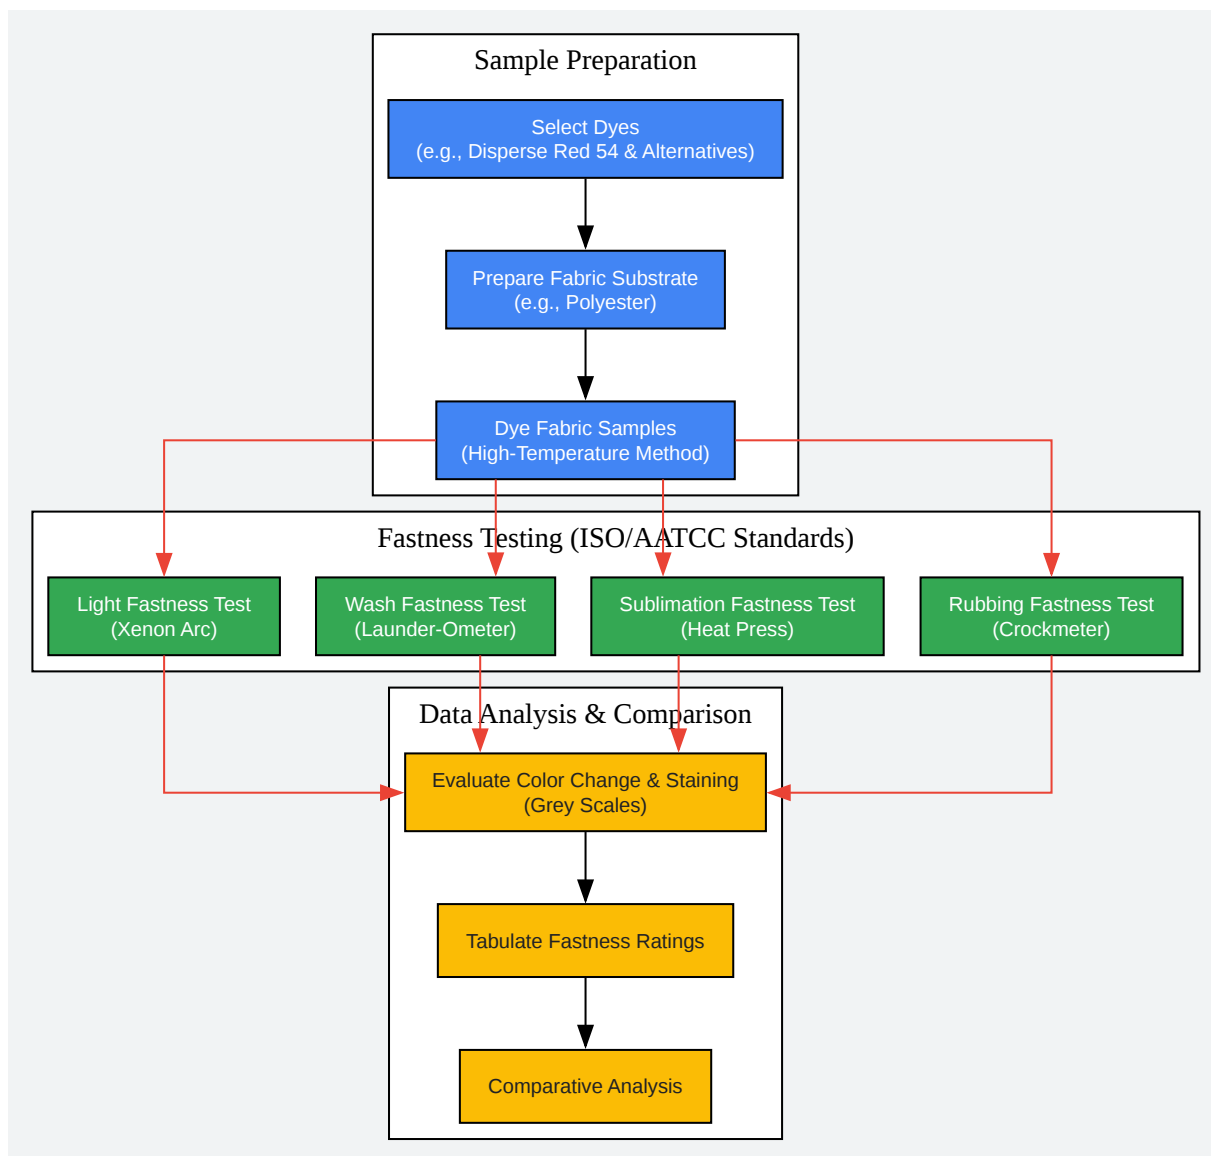 Sample Preparation
Select Dyes
(e.g., Disperse Red 54 & Alternatives)
Prepare Fabric Substrate
(e.g., Polyester)
Dye Fabric Samples
(High-Temperature Method)
Fastness Testing (ISO/AATCC Standards)
Light Fastness Test
(Xenon Arc)
Wash Fastness Test
(Launder-Ometer)
Sublimation Fastness Test
(Heat Press)
Rubbing Fastness Test
(Crockmeter)
Data Analysis & Comparison
Evaluate Color Change & Staining
(Grey Scales)
Tabulate Fastness Ratings
Comparative Analysis